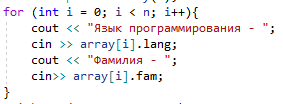 for (int i = 0; i < n; i++){
cout << "Язык программирования - ";
cin >> array[i].lang;
cout << "Фамилия - ";
cin>> array[i].fam;
}